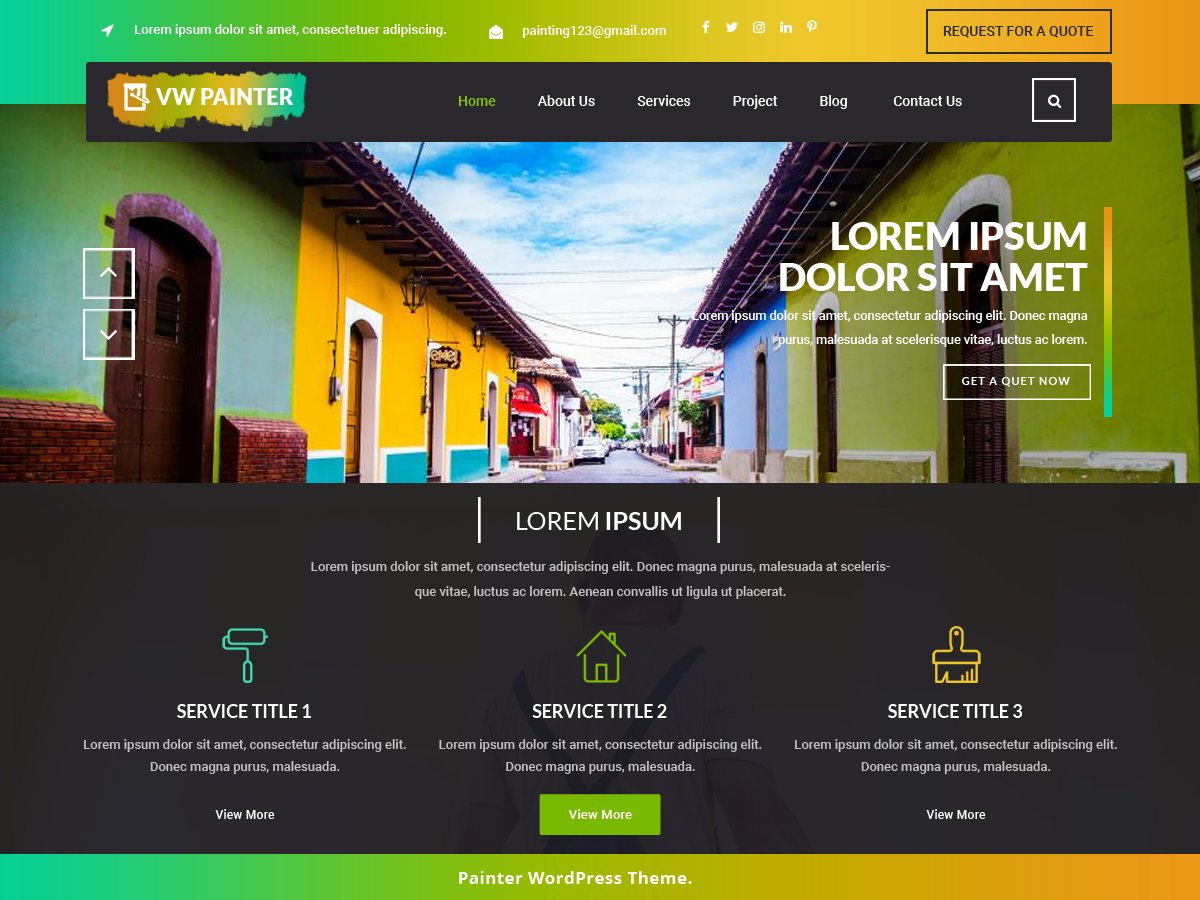 Lorem ipsum dolor sit amet, consectetuer adipiscing.
painting123@gmail.com
REQUEST FOR A QUOTE
VW PAINTER
Home About Us Services Project Blog Contact Us
LOREM IPSUM
DOLOR SIT AMET
Lorem ipsum dolor sit amet, consectetur adipiscing elit. Donec magna
purus, malesuada at scelerisque vitae, luctus ac lorem.
GET A QUET NOW
LOREM IPSUM
Lorem ipsum dolor sit amet, consectetur adipiscing elit. Donec magna purus, malesuada at sceleris-
que vitae, luctus ac lorem. Aenean convallis ut ligula ut placerat.
SERVICE TITLE 1
Lorem ipsum dolor sit amet, consectetur adipiscing elit.
Donec magna purus, malesuada.
View More
SERVICE TITLE 2
Lorem ipsum dolor sit amet, consectetur adipiscing elit.
Donec magna purus, malesuada.
View More
SERVICE TITLE 3
Lorem ipsum dolor sit amet, consectetur adipiscing elit.
Donec magna purus, malesuada.
View More
Painter WordPress Theme.